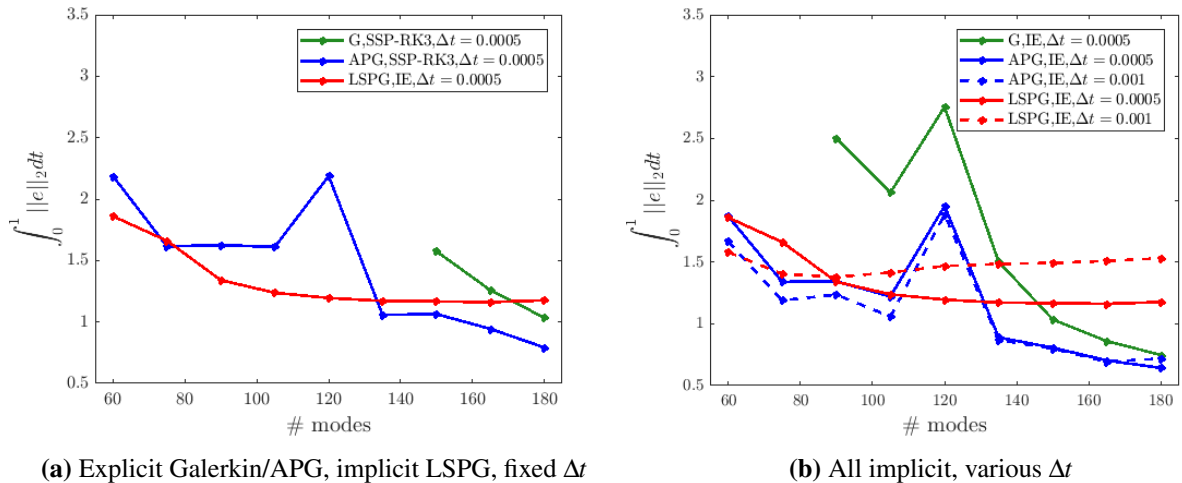 3.5
3
2.5
2
1.5
1
0.5
60 80 100 120 140 160 180
# modes
∫₀¹ ||e||₂dt
G,SSP-RK3,Δt = 0.0005
APG,SSP-RK3,Δt = 0.0005
LSPG,IE,Δt = 0.0005
(a) Explicit Galerkin/APG, implicit LSPG, fixed Δt
3.5
3
2.5
2
1.5
1
0.5
60 80 100 120 140 160 180
# modes
∫₀¹ ||e||₂dt
G,IE,Δt = 0.0005
APG,IE,Δt = 0.0005
APG,IE,Δt = 0.001
LSPG,IE,Δt = 0.0005
LSPG,IE,Δt = 0.001
(b) All implicit, various Δt